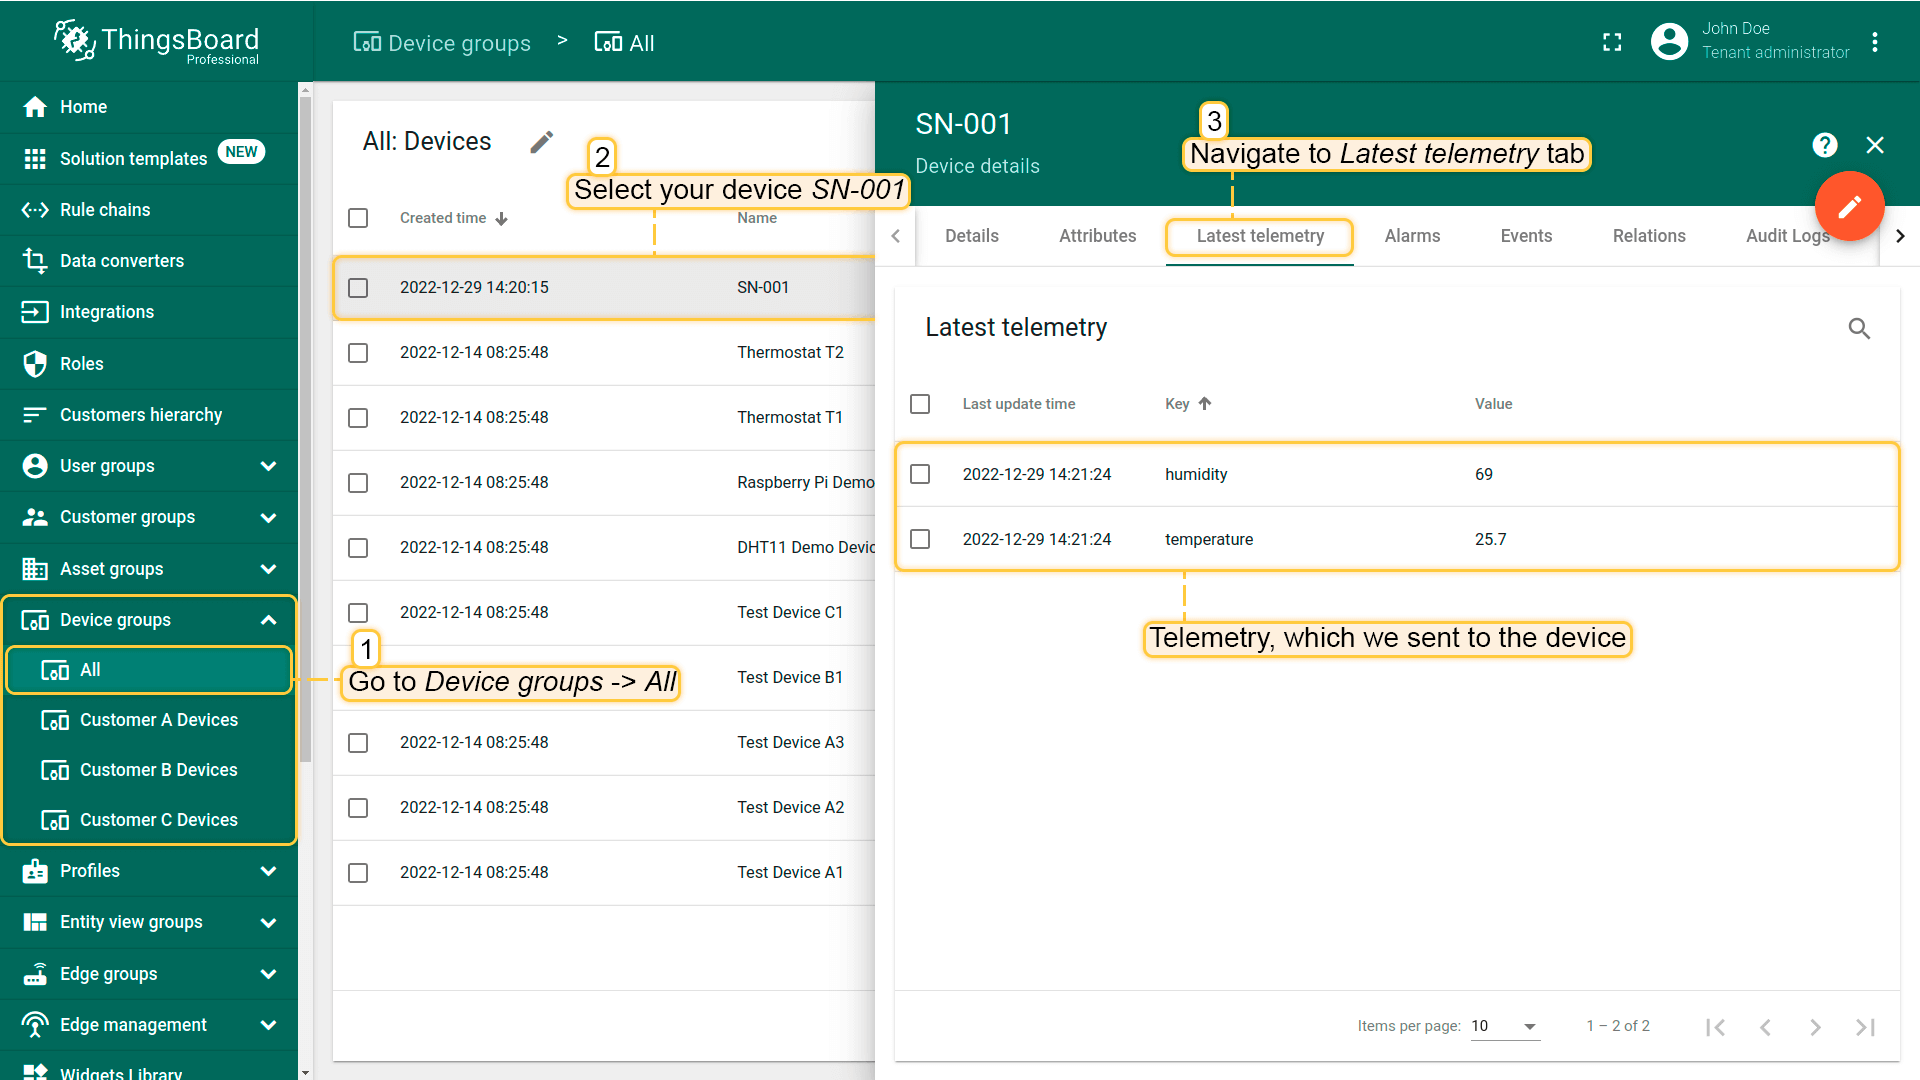 ThingsBoard
Professional
Device groups > All
John Doe
Tenant administrator
Home
Solution templates NEW
Rule chains
Data converters
Integrations
Roles
Customers hierarchy
User groups
Customer groups
Asset groups
Device groups
All
Customer A Devices
Customer B Devices
Customer C Devices
Profiles
Entity view groups
Edge groups
Edge management
Widgets Library
1
Go to Device groups -> All
All: Devices
2
Select your device SN-001
Created time Name
2022-12-29 14:20:15 SN-001
2022-12-14 08:25:48 Thermostat T2
2022-12-14 08:25:48 Thermostat T1
2022-12-14 08:25:48 Raspberry Pi Demo
2022-12-14 08:25:48 DHT11 Demo Devic
2022-12-14 08:25:48 Test Device C1
Test Device B1
2022-12-14 08:25:48 Test Device A3
2022-12-14 08:25:48 Test Device A2
2022-12-14 08:25:48 Test Device A1
SN-001
Device details
3
Navigate to Latest telemetry tab
?
Details Attributes Latest telemetry Alarms Events Relations Audit Logs
Latest telemetry
Last update time Key Value
2022-12-29 14:21:24 humidity 69
2022-12-29 14:21:24 temperature 25.7
Telemetry, which we sent to the device
Items per page: 10 1 – 2 of 2